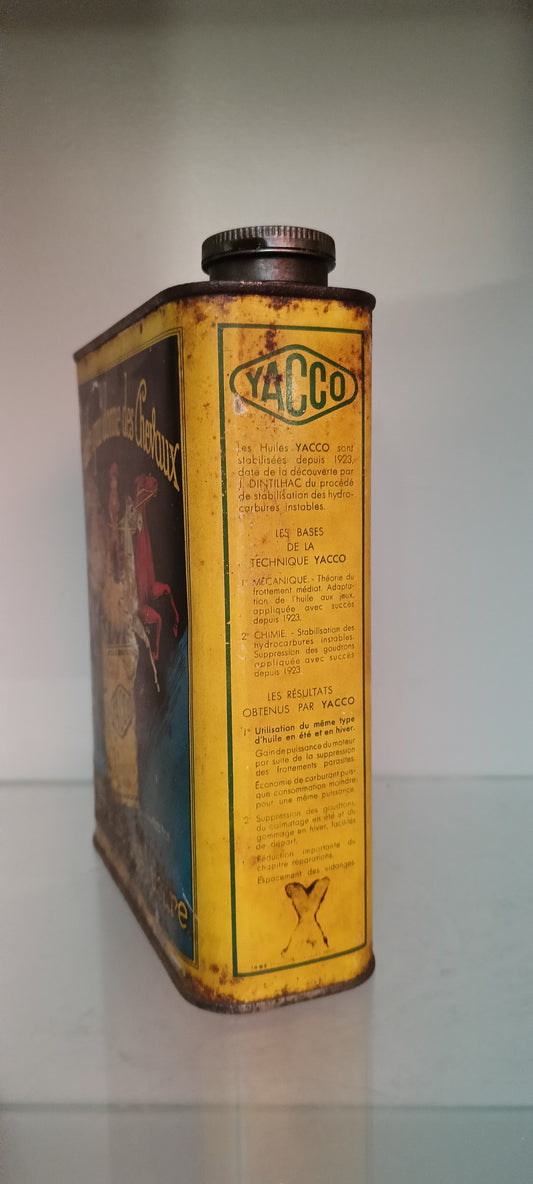 des Chevaux
YACCO
Les Huiles YACCO sont
stabilisées depuis 1923,
date de la découverte par
J. DINTILHAC du procédé
de stabilisation des hydro-
carbures instables.
LES BASES
DE LA
TECHNIQUE YACCO
1° MÉCANIQUE. - Théorie du
frottement médiat. Adapta-
tion de l'huile aux jeux,
appliquée avec succès
depuis 1923.
2° CHIMIE. - Stabilisation des
hydrocarbures instables.
Suppression des goudrons
appliquée avec succès
depuis 1923
LES RÉSULTATS
OBTENUS PAR YACCO
1° Utilisation du même type
d'huile en été et en hiver.
Gain de puissance du moteur
par suite de la suppression
des frottements parasites.
Économie de carburant puis-
que consommation moindre
pour une même puissance.
2° Suppression des goudrons,
du calaminage en été et du
gommage en hiver, facilités
de départ.
Réduction importante du
chapitre réparations.
Espacement des vidanges
X